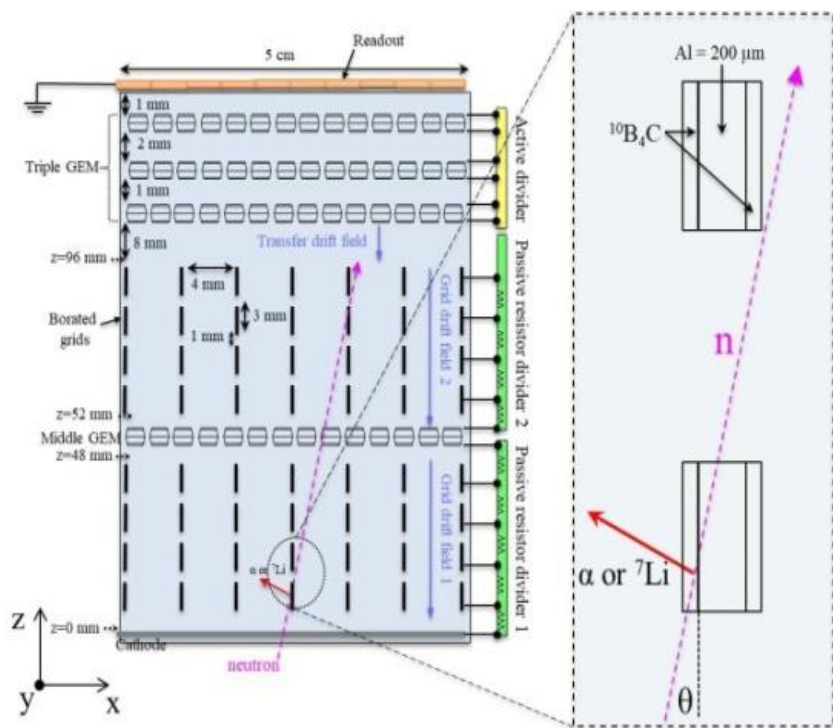 5 cm
Readout
1 mm
2 mm
Triple GEM
1 mm
8 mm
Active divider
Transfer drift field
z=96 mm
4 mm
3 mm
Borated
grids
1 mm
Grid drift field 2
Passive resistor divider 2
z=52 mm
Middle GEM
z=48 mm
Grid drift field 1
Passive resistor divider 1
α or ⁷Li
z=0 mm
Cathode
neutron
z
y
x
Al = 200 µm
¹⁰B₄C
n
α or ⁷Li
θ